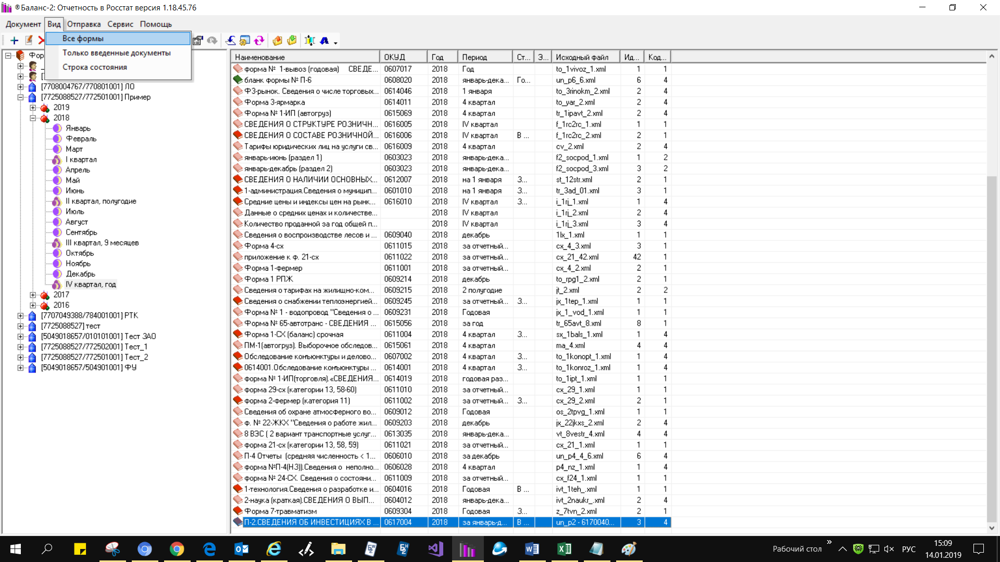 ®Баланс-2: Отчетность в Росстат версия 1.18.45.76
Документ Вид Отправка Сервис Помощь
Все формы
Только введенные документы
Строка состояния
Фор
[7708004767/770801001] ЛО
[7725088527/772501001] Пример
2019
2018
Январь
Февраль
Март
I квартал
Апрель
Май
Июнь
II квартал, полугодие
Июль
Август
Сентябрь
III квартал, 9 месяцев
Октябрь
Ноябрь
Декабрь
IV квартал, год
2017
2016
[7707049388/784001001] РТК
[7725088527] тест
[5049018657/010101001] Тест ЗАО
[7725088527/772502001] Тест_1
[7725088527/772501001] Тест_2
[5049018657/504901001] ФУ
Наименование ОКУД Год Период Ст... Э... Исходный файл Ид... Код...
форма № 1-вывоз (годовая) СВЕДЕ... 0607017 2018 Год to_1vivoz_1.xml 1 1
бланк формы № П-6 0608020 2018 январь-дека... Го... un_p6_6.xml 6 4
Ф3-рынок. Сведения о числе торговых... 0614046 2018 1 января to_3rinokm_2.xml 2 4
Форма 3-ярмарка 0614011 2018 4 квартал to_yar_2.xml 2 4
Форма № 1-ИП (автогруз) 0615069 2018 4 квартал tr_1ipavt_2.xml 2 4
СВЕДЕНИЯ О СТРУКТУРЕ РОЗНИЧН... 0616005 2018 IV квартал f_1rc2rc_1.xml 1 1
СВЕДЕНИЯ О СОСТАВЕ РОЗНИЧНОЙ... 0616006 2018 IV квартал В ... f_1rc2rc_2.xml 2 1
Тарифы юридических лиц на услуги св... 0616009 2018 4 квартал cv_2.xml 2 4
январь-июнь (раздел 1) 0603023 2018 январь-дека... f2_socpod_1.xml 1 2
январь-декабрь (раздел 2) 0603023 2018 январь-дека... f2_socpod_3.xml 3 2
СВЕДЕНИЯ О НАЛИЧИИ ОСНОВНЫХ... 0612007 2018 на 1 января З... st_12str.xml 2 1
1-администрация.Сведения о муницип... 0601010 2018 на 1 января З... tr_3ad_01.xml 3 1
Средние цены и индексы цен на рынк... 0616010 2018 IV квартал З... i_1rj_1.xml 1 4
Данные о средних ценах и количестве... 2018 IV квартал i_1rj_2.xml 2 4
Количество проданной за год общей п... 2018 IV квартал i_1rj_3.xml 3 4
Сведения о воспроизводстве лесов и ... 0609040 2018 декабрь 1lx_1.xml 1 1
Форма 4-сх 0611015 2018 за отчетный... cx_4_3.xml 3 1
приложение к ф. 21-сх 0611022 2018 за отчетный... cx_21_42.xml 42 1
Форма 1-фермер 0611001 2018 за отчетный... cx_4_2.xml 2 1
Форма 1 РПЖ 0609214 2018 декабрь to_rpg1_2.xml 2 1
Сведения о тарифах на жилищно-ком... 0609215 2018 2 полугодие jt_2.xml 2 2
Сведения о снабжении теплоэнергией... 0609245 2018 за отчетный... З... jx_1tep_1.xml 1 1
Форма № 1 - водопровод "Сведения о ... 0609231 2018 Годовая jx_1_vod_1.xml 1 1
Форма № 65-автотранс - СВЕДЕНИЯ ... 0615056 2018 за год tr_65avt_8.xml 8 1
Форма 1-СХ (баланс) срочная 0611004 2018 4 квартал З... sx_1bals_1.xml 1 4
ПМ-1(автогруз). Выборочное обследов... 0615061 2018 4 квартал ma_4.xml 4 4
Обследование конъюнктуры и делово... 0607002 2018 4 квартал З... to_1konopt_1.xml 1 4
0614001.Обследование конъюнктуры ... 0614001 2018 4 квартал З... to_1konroz_1.xml 1 4
форма № 1-ИП(торговля).«СВЕДЕНИЯ... 0614019 2018 годовая раз... to_1ipt_1.xml 1 1
форма 29-сх (категории 13, 58-60) 0611010 2018 за отчетный... cx_29_1.xml 1 1
форма 2-фермер (категория 11) 0611002 2018 за отчетный... З... cx_29_2.xml 2 1
Сведения об охране атмосферного во... 0609012 2018 Годовая os_2tpvg_1.xml 1 1
ф. № 22-ЖКХ "Сведения о работе жил... 0609203 2018 декабрь jx_22jkxs_2.xml 2 4
8 ВЭС ( 2 вариант транспортные услуг... 0613035 2018 январь-дека... vt_8vestr_4.xml 4 4
форма 21-сх (категории 13, 58, 59) 0611021 2018 за отчетный... cx_21_1.xml 1 1
П-4 Отчеты (средняя численность < 1... 0606010 2018 за декабрь un_p4_4_6.xml 6 4
форма №П-4(НЗ)).Сведения о неполно... 0606028 2018 4 квартал p4_nz_1.xml 1 4
форма № 24-СХ. Сведения о состояни... 0611009 2018 за отчетный... cx_f24_1.xml 1 1
1-технология.Сведения о разработке и... 0604016 2018 Годовая В ... ivt_1teh_.xml 1 1
2-наука (краткая).СВЕДЕНИЯ О ВЫП... 0604012 2018 январь-дека... ivt_2naukr_.xml 2 4
Форма 7-травматизм 0609304 2018 Годовая З... z_7tvn_2.xml 2 1
П-2.СВЕДЕНИЯ ОБ ИНВЕСТИЦИЯХ В ... 0617004 2018 за январь-д... В ... un_p2 - 6170040... 3 4
Рабочий стол » РУС 15:09
14.01.2019